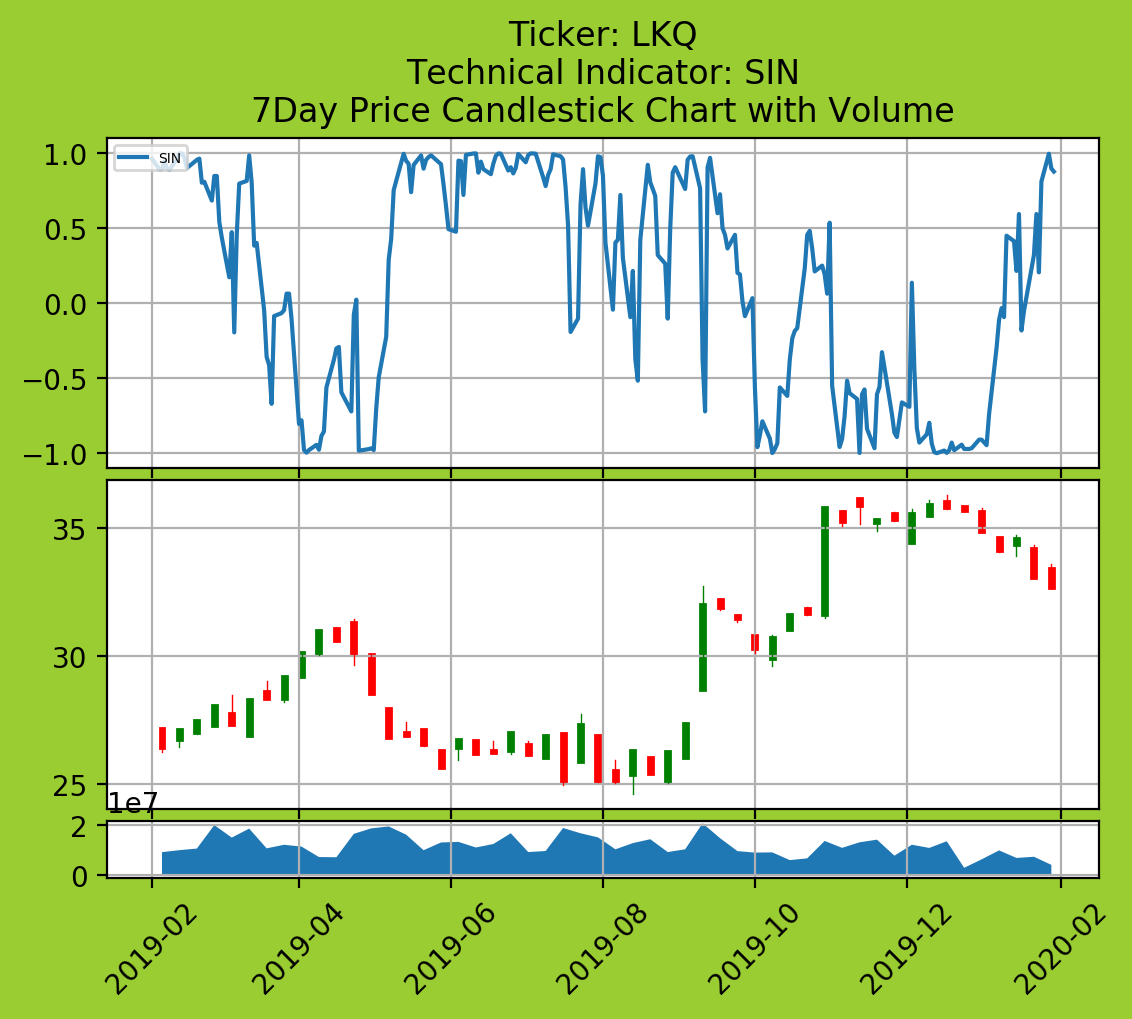 Ticker: LKQ
Technical Indicator: SIN
7Day Price Candlestick Chart with Volume
SIN
1.0
0.5
0.0
−0.5
−1.0
35
30
25
1e7
2
0
2019-02 2019-04 2019-06 2019-08 2019-10 2019-12 2020-02